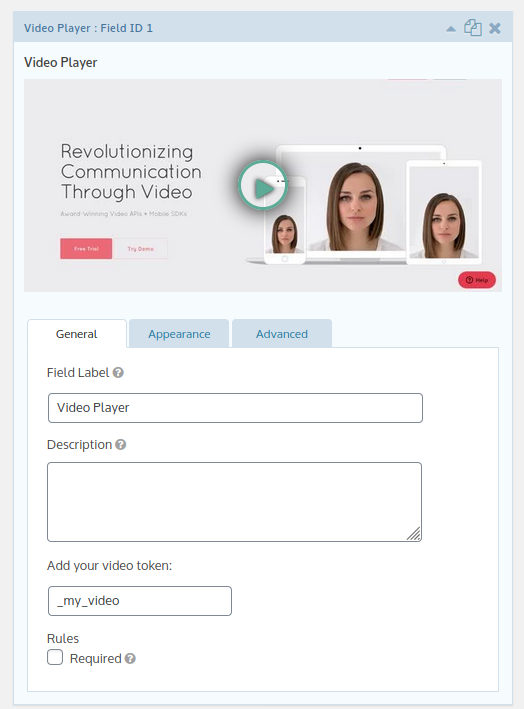 Video Player : Field ID 1
Video Player
Revolutionizing
Communication
Through Video
Award-Winning Video APIs + Mobile SDKs
Free Trial
Try Demo
Help
General
Appearance
Advanced
Field Label
Video Player
Description
Add your video token:
_my_video
Rules
Required